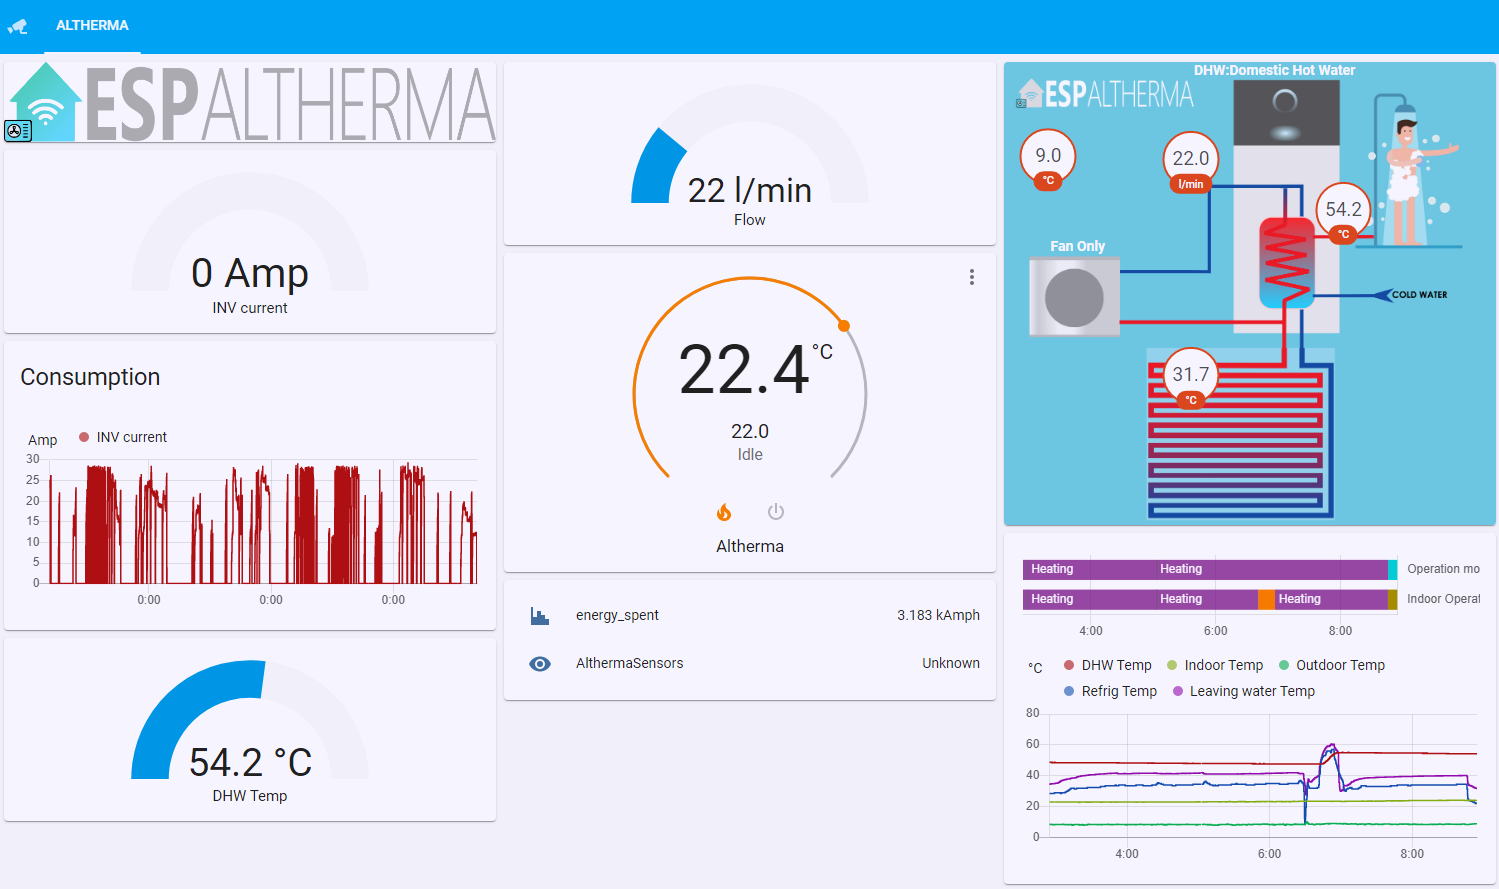 ALTHERMA
ESPALTHERMA
0 Amp
INV current
Consumption
Amp
INV current
30
25
20
15
10
5
0
0:00
0:00
0:00
54.2 °C
DHW Temp
22 l/min
Flow
22.4 °C
22.0
Idle
Altherma
energy_spent
3.183 kAmph
AlthermaSensors
Unknown
DHW:Domestic Hot Water
ESPALTHERMA
9.0
°C
22.0
l/min
54.2
°C
Fan Only
COLD WATER
31.7
°C
Heating
Heating
Operation mo
Heating
Heating
Heating
Indoor Operat
4:00
6:00
8:00
°C
DHW Temp
Indoor Temp
Outdoor Temp
Refrig Temp
Leaving water Temp
80
60
40
20
0
4:00
6:00
8:00